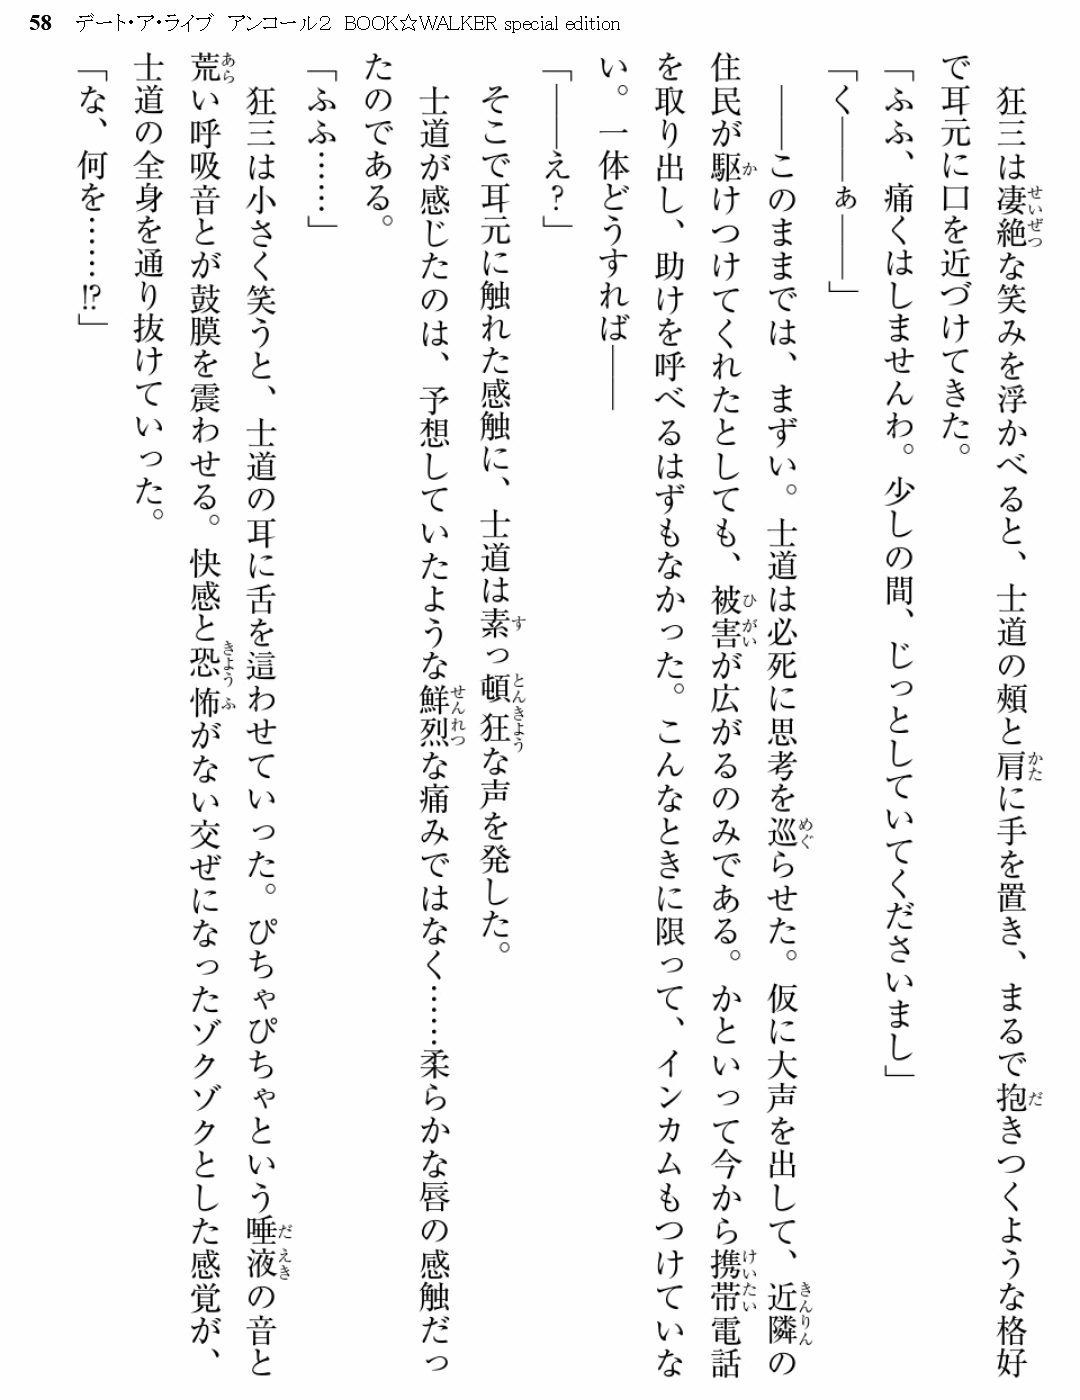 58 デート・ア・ライブ アンコール２ BOOK☆WALKER special edition
狂三は凄絶な笑みを浮かべると、士道の頰と肩に手を置き、まるで抱きつくような格好
で耳元に口を近づけてきた。
「ふふ、痛くはしませんわ。少しの間、じっとしていてくださいまし」
「く――ぁ――」
――このままでは、まずい。士道は必死に思考を巡らせた。仮に大声を出して、近隣の
住民が駆けつけてくれたとしても、被害が広がるのみである。かといって今から携帯電話
を取り出し、助けを呼べるはずもなかった。こんなときに限って、インカムもつけていな
い。一体どうすれば――
「――え？」
そこで耳元に触れた感触に、士道は素っ頓狂な声を発した。
士道が感じたのは、予想していたような鮮烈な痛みではなく……柔らかな唇の感触だっ
たのである。
「ふふ……」
狂三は小さく笑うと、士道の耳に舌を這わせていった。ぴちゃぴちゃという唾液の音と
荒い呼吸音とが鼓膜を震わせる。快感と恐怖がない交ぜになったゾクゾクとした感覚が、
士道の全身を通り抜けていった。
「な、何を……⁉」